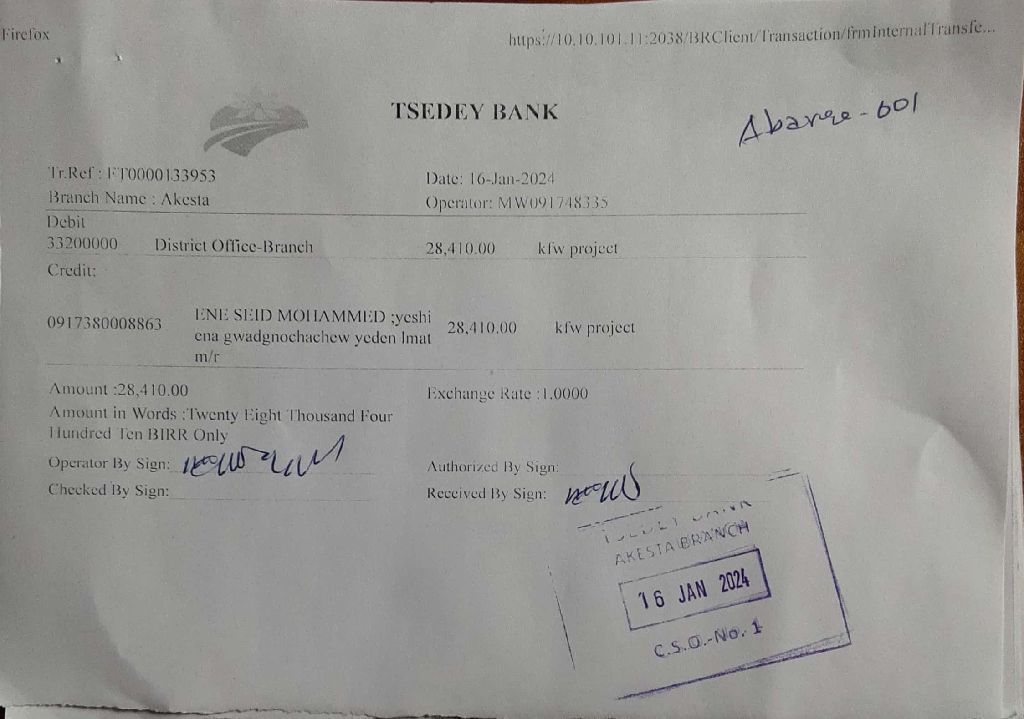 Firefox
https://10.10.101.11:2038/BRClient/Transaction/frmInternalTransfe...
TSEDEY BANK
Abarge-601
Tr.Ref : FT0000133953
Date: 16-Jan-2024
Branch Name : Akesta
Operator: MW091748335
Debit
33200000 District Office-Branch 28,410.00 kfw project
Credit:
ENE SEID MOHAMMED ;yeshi
0917380008863 ena gwadgnochachew yeden lmat 28,410.00 kfw project
m/r
Amount :28,410.00
Exchange Rate :1.0000
Amount in Words :Twenty Eight Thousand Four
Hundred Ten BIRR Only
Operator By Sign:
Authorized By Sign:
Checked By Sign:
Received By Sign:
TSEDEY BANK
AKESTA BRANCH
16 JAN 2024
C.S.O.-No. 1